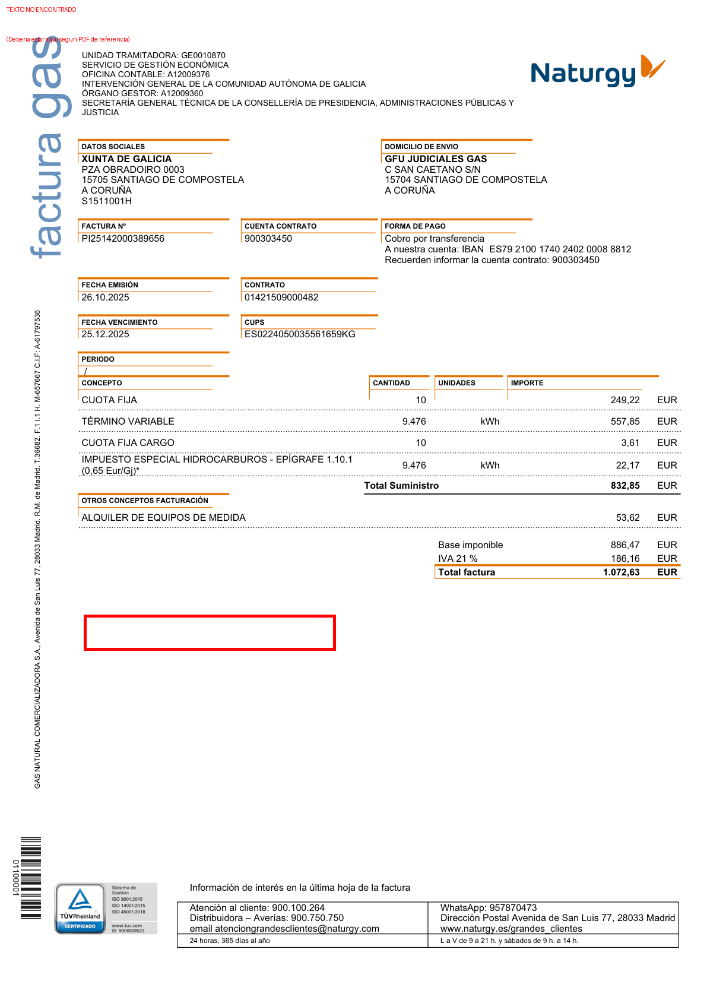 TEXTO NO ENCONTRADO
(Deberia estar aqui segun PDF de referencia)
factura gas
UNIDAD TRAMITADORA: GE0010870
SERVICIO DE GESTIÓN ECONÓMICA
OFICINA CONTABLE: A12009376
INTERVENCIÓN GENERAL DE LA COMUNIDAD AUTÓNOMA DE GALICIA
ÓRGANO GESTOR: A12009360
SECRETARÍA GENERAL TÉCNICA DE LA CONSELLERÍA DE PRESIDENCIA, ADMINISTRACIONES PÚBLICAS Y
JUSTICIA
Naturgy
DATOS SOCIALES
XUNTA DE GALICIA
PZA OBRADOIRO 0003
15705 SANTIAGO DE COMPOSTELA
A CORUÑA
S1511001H
DOMICILIO DE ENVIO
GFU JUDICIALES GAS
C SAN CAETANO S/N
15704 SANTIAGO DE COMPOSTELA
A CORUÑA
FACTURA Nº
PI25142000389656
CUENTA CONTRATO
900303450
FORMA DE PAGO
Cobro por transferencia
A nuestra cuenta: IBAN ES79 2100 1740 2402 0008 8812
Recuerden informar la cuenta contrato: 900303450
FECHA EMISIÓN
26.10.2025
CONTRATO
01421509000482
FECHA VENCIMIENTO
25.12.2025
CUPS
ES0224050035561659KG
PERIODO
/
CONCEPTO CANTIDAD UNIDADES IMPORTE
CUOTA FIJA 10 249,22 EUR
TÉRMINO VARIABLE 9.476 kWh 557,85 EUR
CUOTA FIJA CARGO 10 3,61 EUR
IMPUESTO ESPECIAL HIDROCARBUROS - EPÍGRAFE 1.10.1
(0,65 Eur/Gj)* 9.476 kWh 22,17 EUR
Total Suministro 832,85 EUR
OTROS CONCEPTOS FACTURACIÓN
ALQUILER DE EQUIPOS DE MEDIDA 53,62 EUR
Base imponible 886,47 EUR
IVA 21 % 186,16 EUR
Total factura 1.072,63 EUR
GAS NATURAL COMERCIALIZADORA S.A., Avenida de San Luis 77, 28033 Madrid. R.M. de Madrid. T.36682. F.1 I.1 H. M-657667 C.I.F: A-61797536
01100001
TÜVRheinland
CERTIFICADO
Sistema de
Gestión
ISO 9001:2015
ISO 14001:2015
ISO 45001:2018
www.tuv.com
ID 9000028523
Información de interés en la última hoja de la factura
Atención al cliente: 900.100.264
Distribuidora – Averías: 900.750.750
email atenciongrandesclientes@naturgy.com
24 horas, 365 días al año
WhatsApp: 957870473
Dirección Postal Avenida de San Luis 77, 28033 Madrid
www.naturgy.es/grandes_clientes
L a V de 9 a 21 h. y sábados de 9 h. a 14 h.